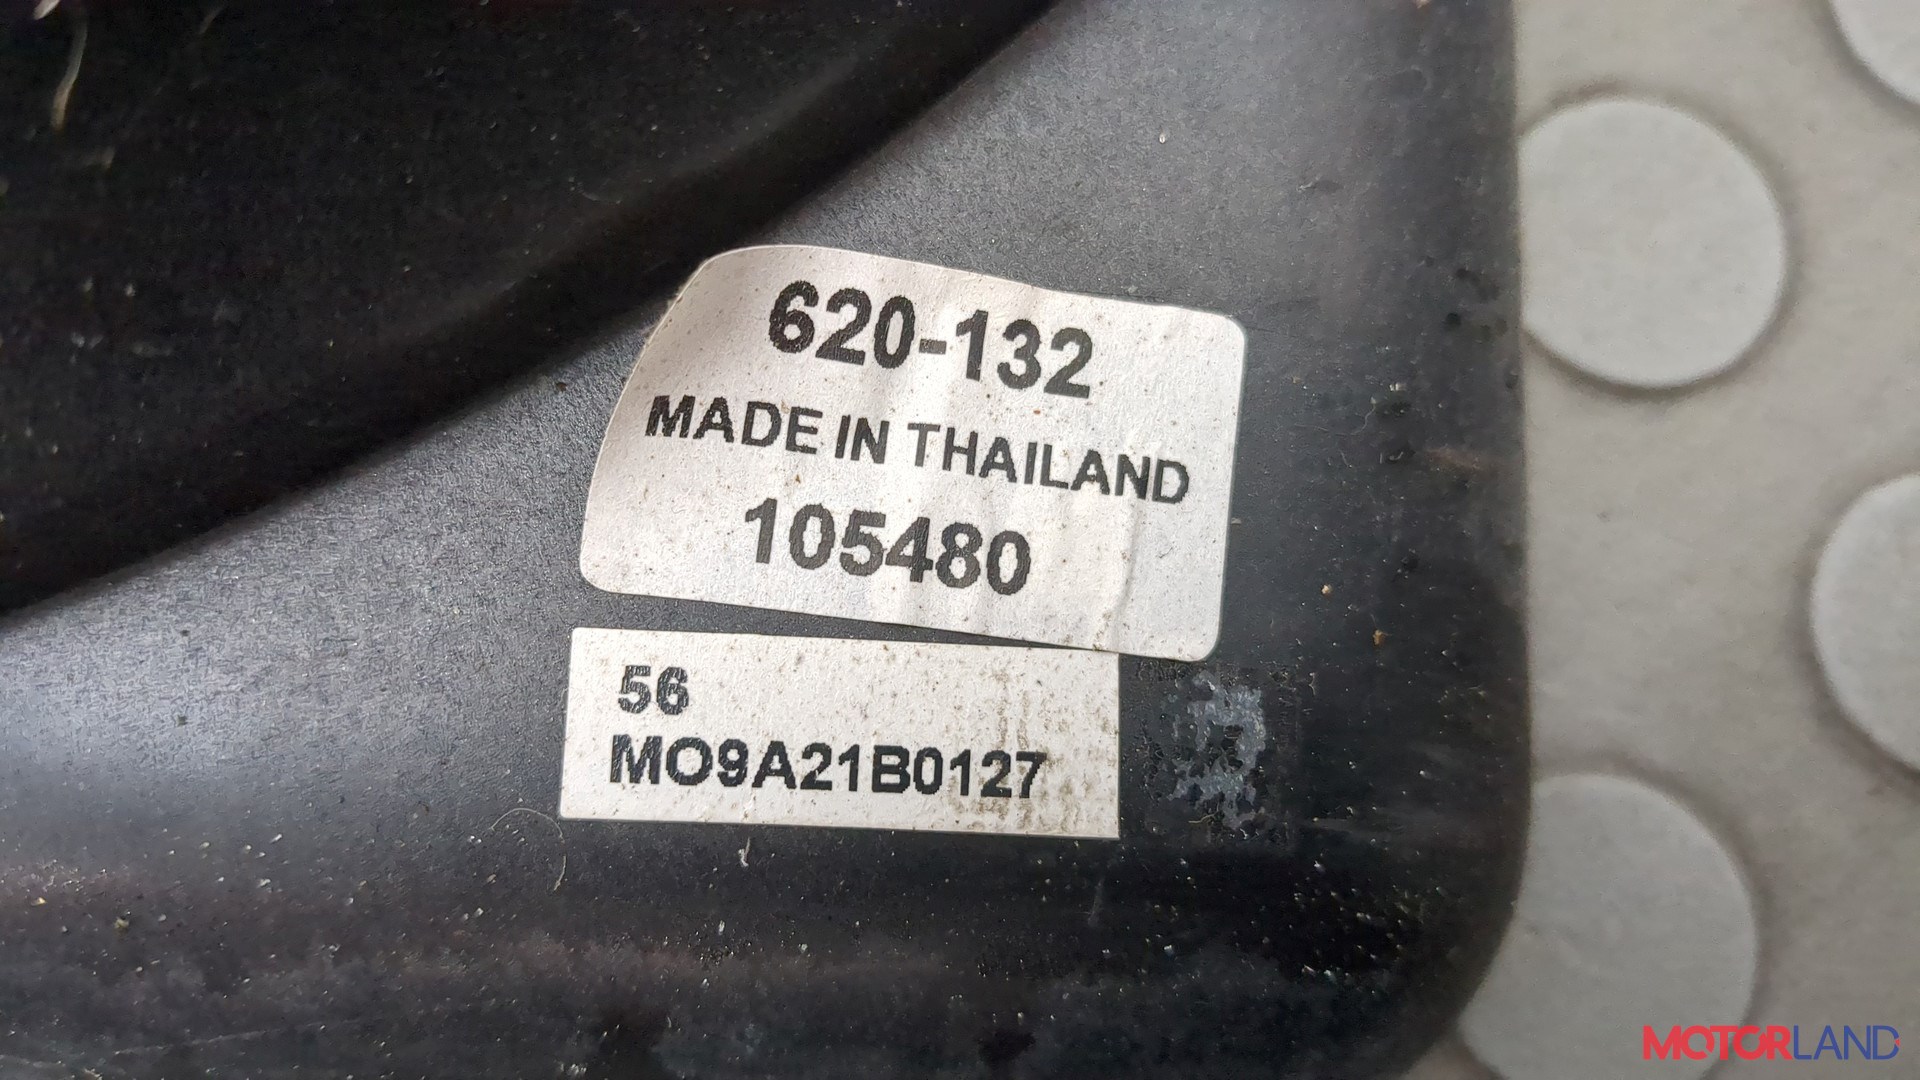 620-132
MADE IN THAILAND
105480
56
MO9A21B0127
MOTORLAND